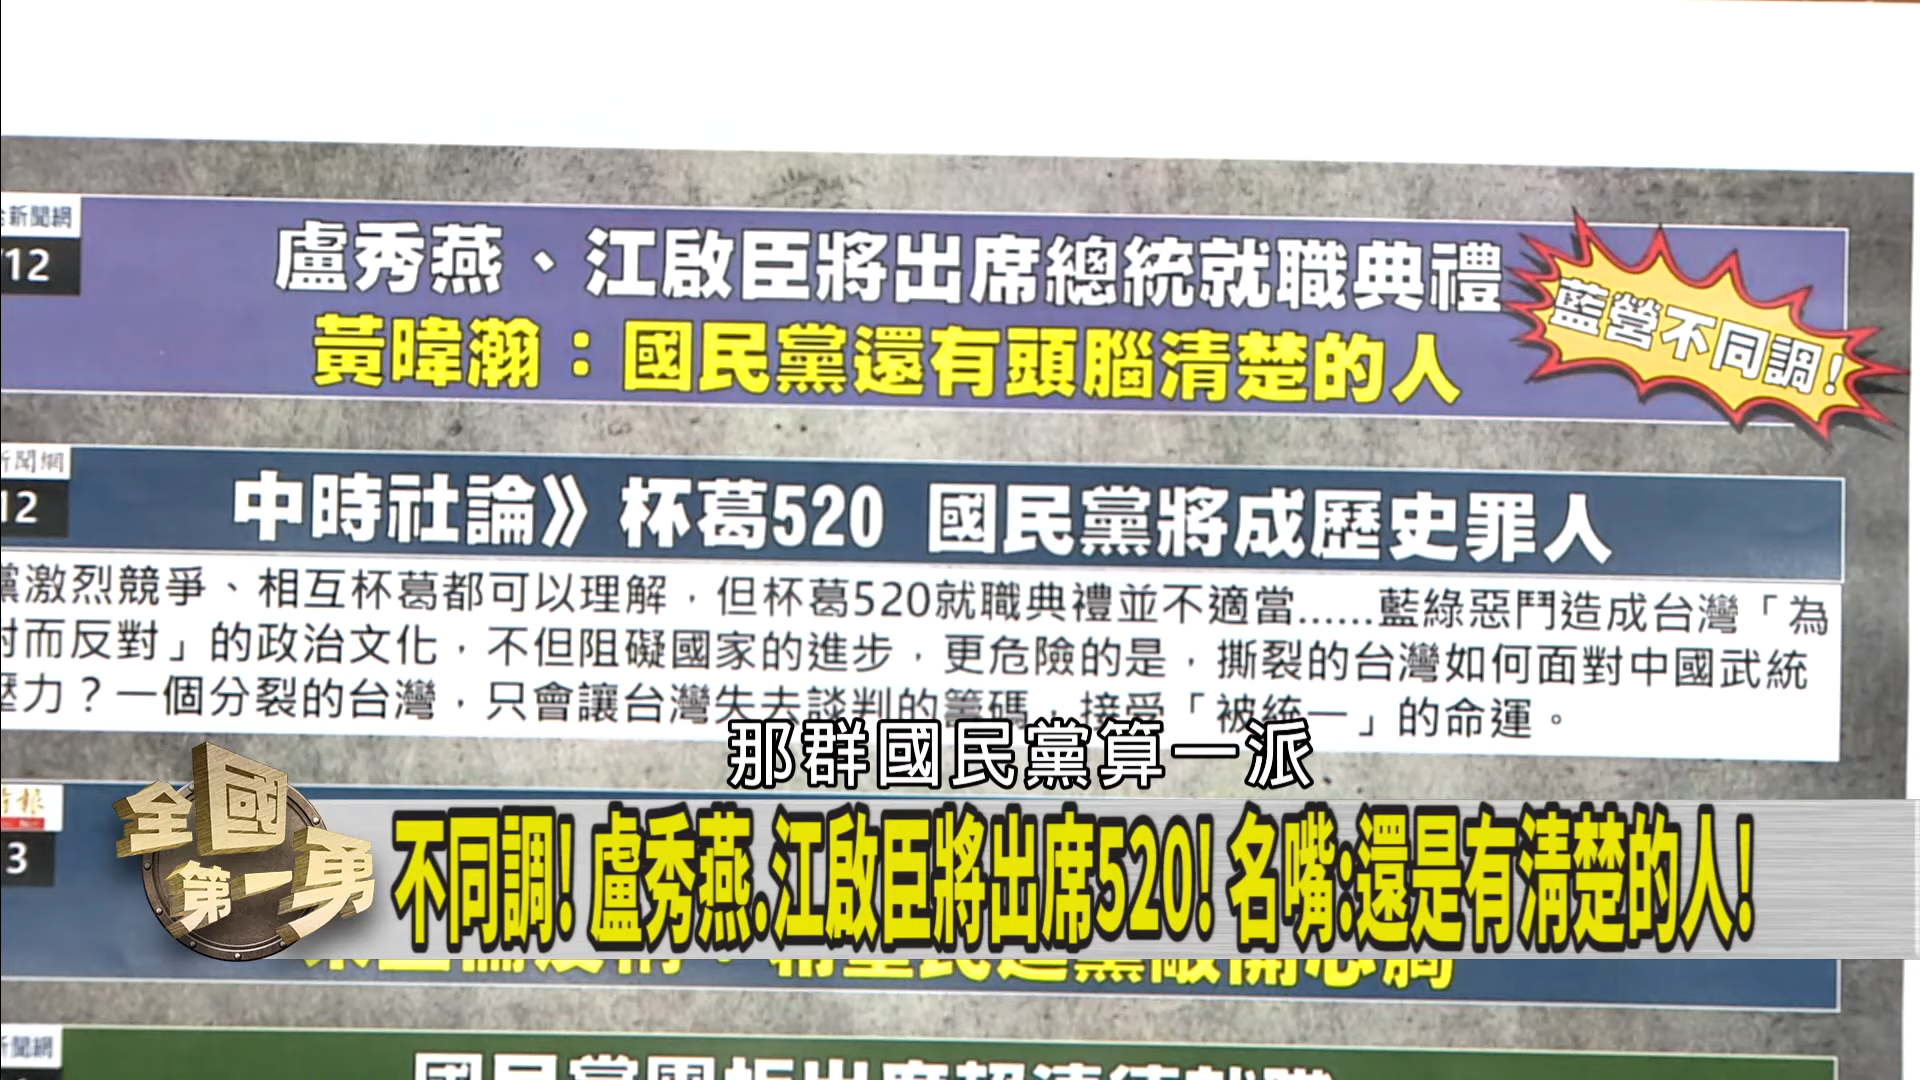 新聞網
12
盧秀燕、江啟臣將出席總統就職典禮
黃暐瀚：國民黨還有頭腦清楚的人
藍營不同調!
新聞網
12
中時社論》杯葛520 國民黨將成歷史罪人
黨激烈競爭、相互杯葛都可以理解，但杯葛520就職典禮並不適當……藍綠惡鬥造成台灣「為
對而反對」的政治文化，不但阻礙國家的進步，更危險的是，撕裂的台灣如何面對中國武統
壓力？一個分裂的台灣，只會讓台灣失去談判的籌碼，接受「被統一」的命運。
那群國民黨算一派
時報
3
全國第一勇
不同調! 盧秀燕.江啟臣將出席520! 名嘴:還是有清楚的人!
新聞網